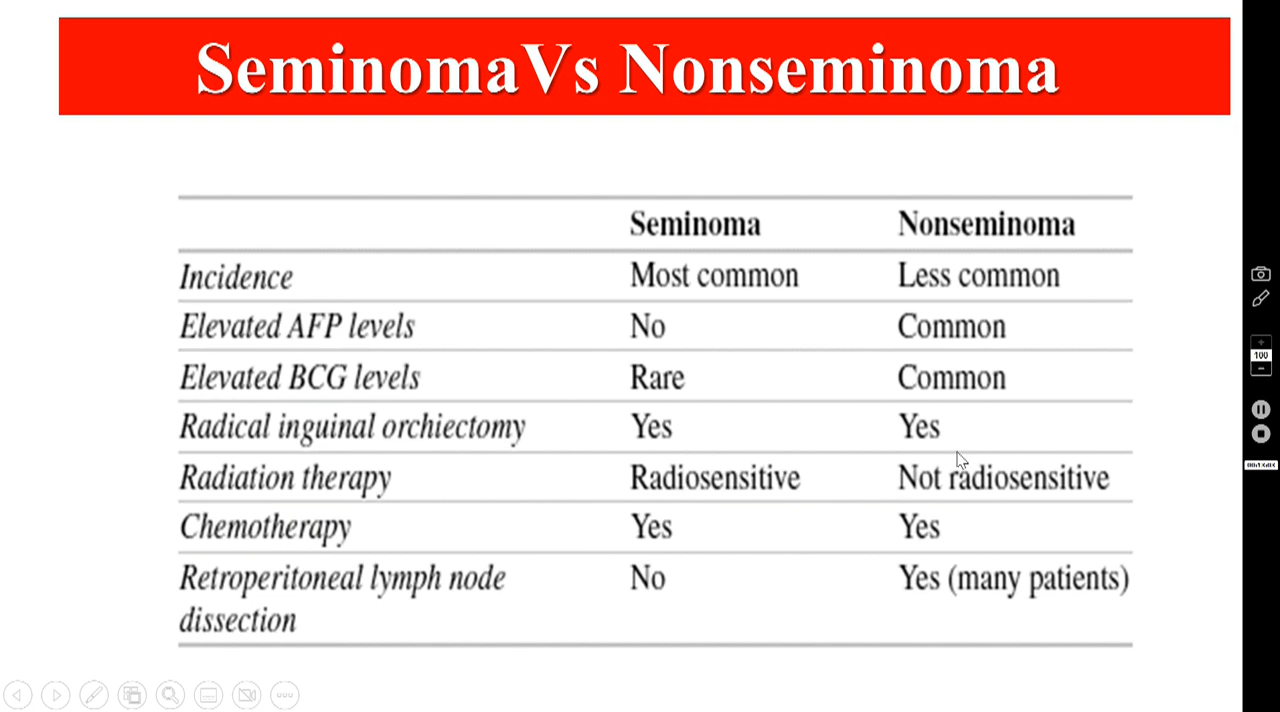 SeminomaVs Nonseminoma
Seminoma Nonseminoma
Incidence Most common Less common
Elevated AFP levels No Common
Elevated BCG levels Rare Common
Radical inguinal orchiectomy Yes Yes
Radiation therapy Radiosensitive Not radiosensitive
Chemotherapy Yes Yes
Retroperitoneal lymph node No Yes (many patients)
dissection
100